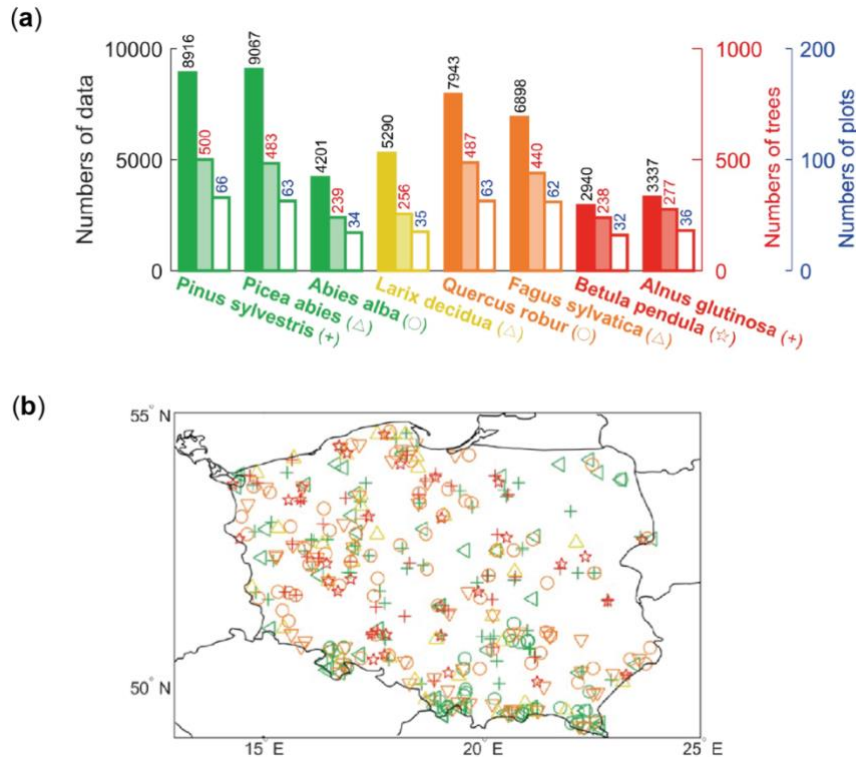 (a)
10000
5000
0
Numbers of data
8916
500
66
9067
483
63
4201
239
34
5290
256
35
7943
487
63
6898
440
62
2940
238
32
3337
277
36
1000
500
0
Numbers of trees
200
100
0
Numbers of plots
Pinus sylvestris (+)
Picea abies (△)
Abies alba (○)
Larix decidua (△)
Quercus robur (○)
Fagus sylvatica (△)
Betula pendula (☆)
Alnus glutinosa (+)
(b)
55° N
50° N
15° E
20° E
25° E